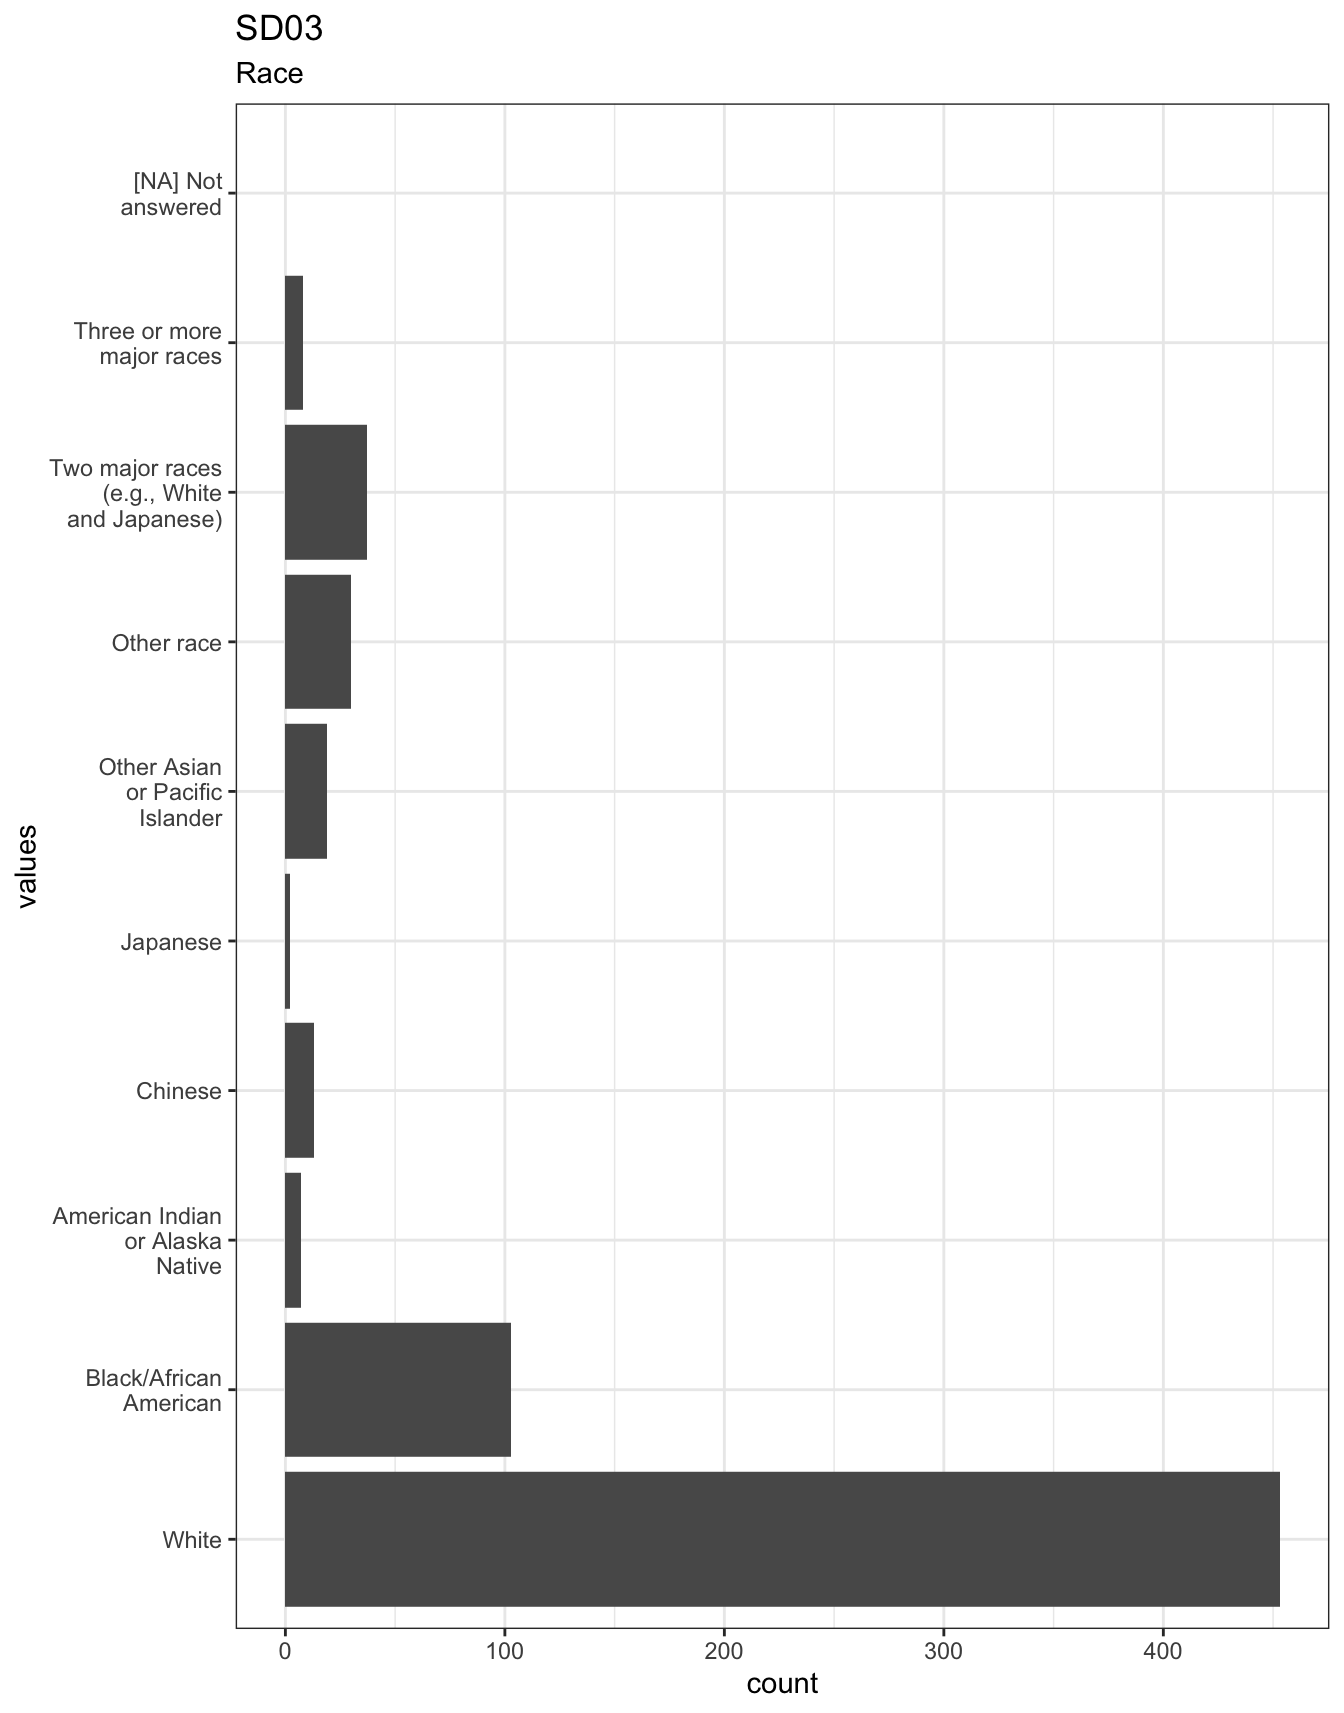 SD03
Race
[NA] Not
answered
Three or more
major races
Two major races
(e.g., White
and Japanese)
Other race
Other Asian
or Pacific
Islander
Japanese
Chinese
American Indian
or Alaska
Native
Black/African
American
White
values
0 100 200 300 400
count